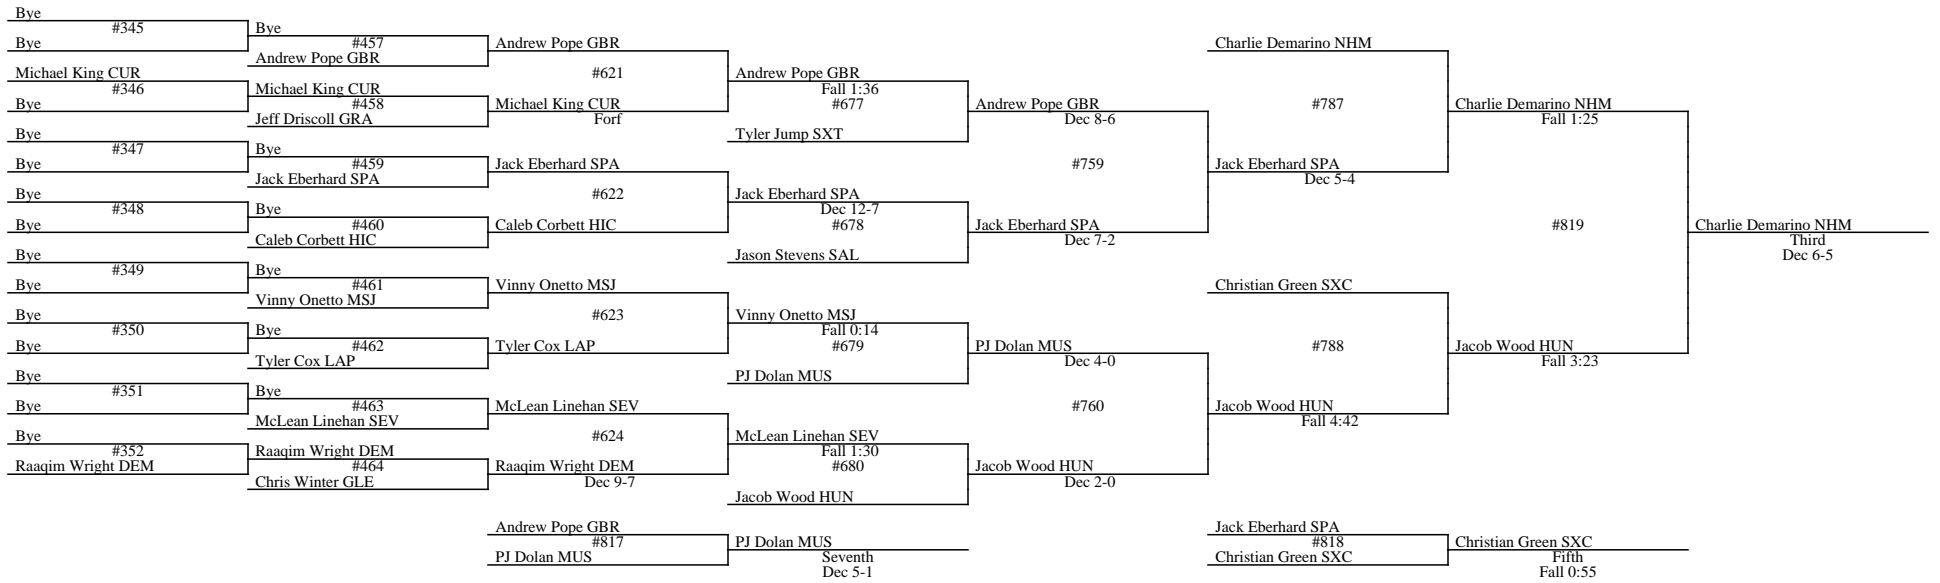 Bye
#345
Bye
Michael King CUR
#346
Bye
Bye
#347
Bye
Bye
#348
Bye
Bye
#349
Bye
Bye
#350
Bye
Bye
#351
Bye
Bye
#352
Raaqim Wright DEM
Bye
#457
Andrew Pope GBR
Michael King CUR
#458
Jeff Driscoll GRA
Bye
#459
Jack Eberhard SPA
Bye
#460
Caleb Corbett HIC
Bye
#461
Vinny Onetto MSJ
Bye
#462
Tyler Cox LAP
Bye
#463
McLean Linehan SEV
Raaqim Wright DEM
#464
Chris Winter GLE
Andrew Pope GBR
#621
Michael King CUR
Forf
Jack Eberhard SPA
#622
Caleb Corbett HIC
Vinny Onetto MSJ
#623
Tyler Cox LAP
McLean Linehan SEV
#624
Raaqim Wright DEM
Dec 9-7
Andrew Pope GBR
Fall 1:36
#677
Tyler Jump SXT
Jack Eberhard SPA
Dec 12-7
#678
Jason Stevens SAL
Vinny Onetto MSJ
Fall 0:14
#679
PJ Dolan MUS
McLean Linehan SEV
Fall 1:30
#680
Jacob Wood HUN
Andrew Pope GBR
Dec 8-6
#759
Jack Eberhard SPA
Dec 7-2
PJ Dolan MUS
Dec 4-0
#760
Jacob Wood HUN
Dec 2-0
Charlie Demarino NHM
#787
Jack Eberhard SPA
Dec 5-4
Christian Green SXC
#788
Jacob Wood HUN
Fall 4:42
Charlie Demarino NHM
Fall 1:25
#819
Jacob Wood HUN
Fall 3:23
Charlie Demarino NHM
Third
Dec 6-5
Andrew Pope GBR
#817
PJ Dolan MUS
PJ Dolan MUS
Seventh
Dec 5-1
Jack Eberhard SPA
#818
Christian Green SXC
Christian Green SXC
Fifth
Fall 0:55